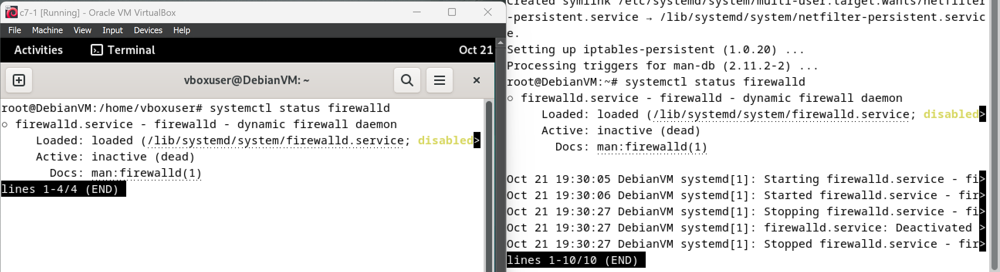 64
c7-1 [Running] - Oracle VM VirtualBox
File Machine View Input Devices Help
Activities Terminal Oct 21
vboxuser@DebianVM: ~
root@DebianVM:/home/vboxuser# systemctl status firewalld
○ firewalld.service - firewalld - dynamic firewall daemon
Loaded: loaded (/lib/systemd/system/firewalld.service; disabled>
Active: inactive (dead)
Docs: man:firewalld(1)
lines 1-4/4 (END)
Created symlink /etc/systemd/system/multi-user.target.wants/netfilter
-persistent.service → /lib/systemd/system/netfilter-persistent.servic
e.
Setting up iptables-persistent (1.0.20) ...
Processing triggers for man-db (2.11.2-2) ...
root@DebianVM:~# systemctl status firewalld
○ firewalld.service - firewalld - dynamic firewall daemon
Loaded: loaded (/lib/systemd/system/firewalld.service; disabled>
Active: inactive (dead)
Docs: man:firewalld(1)
Oct 21 19:30:05 DebianVM systemd[1]: Starting firewalld.service - fi>
Oct 21 19:30:06 DebianVM systemd[1]: Started firewalld.service - fir>
Oct 21 19:30:27 DebianVM systemd[1]: Stopping firewalld.service - fi>
Oct 21 19:30:27 DebianVM systemd[1]: firewalld.service: Deactivated >
Oct 21 19:30:27 DebianVM systemd[1]: Stopped firewalld.service - fir>
lines 1-10/10 (END)